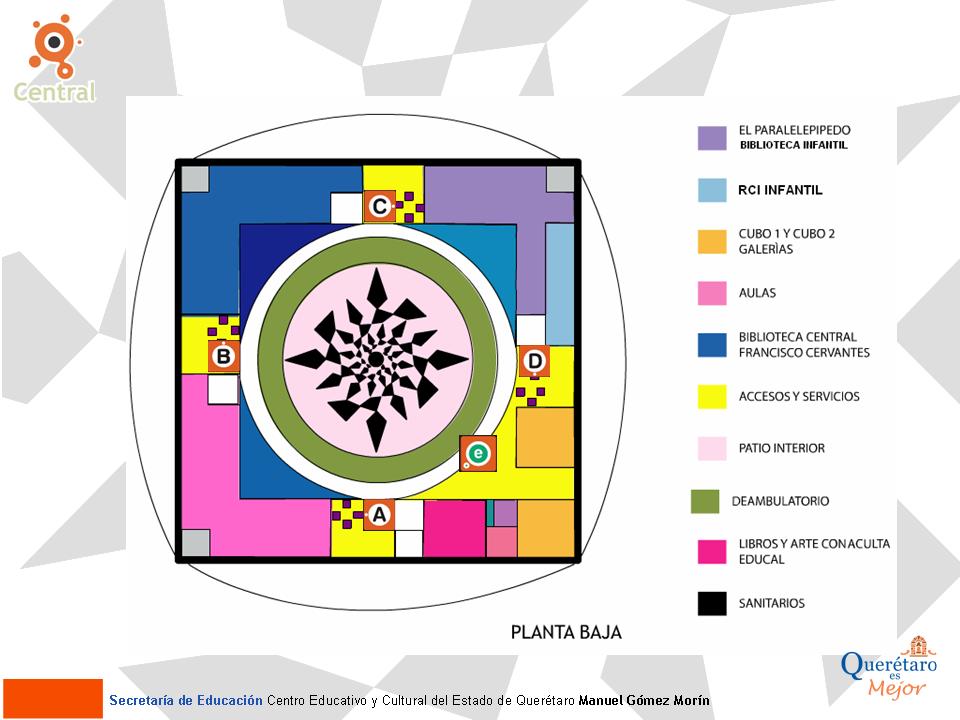 Central
EL PARALELEPIPEDO
BIBLIOTECA INFANTIL
RCI INFANTIL
CUBO 1 Y CUBO 2
GALERÌAS
AULAS
BIBLIOTECA CENTRAL
FRANCISCO CERVANTES
ACCESOS Y SERVICIOS
PATIO INTERIOR
DEAMBULATORIO
LIBROS Y ARTE CONACULTA
EDUCAL
SANITARIOS
C
B
D
e
A
PLANTA BAJA
Querétaro
es
Mejor
Secretaría de Educación Centro Educativo y Cultural del Estado de Querétaro Manuel Gómez Morín